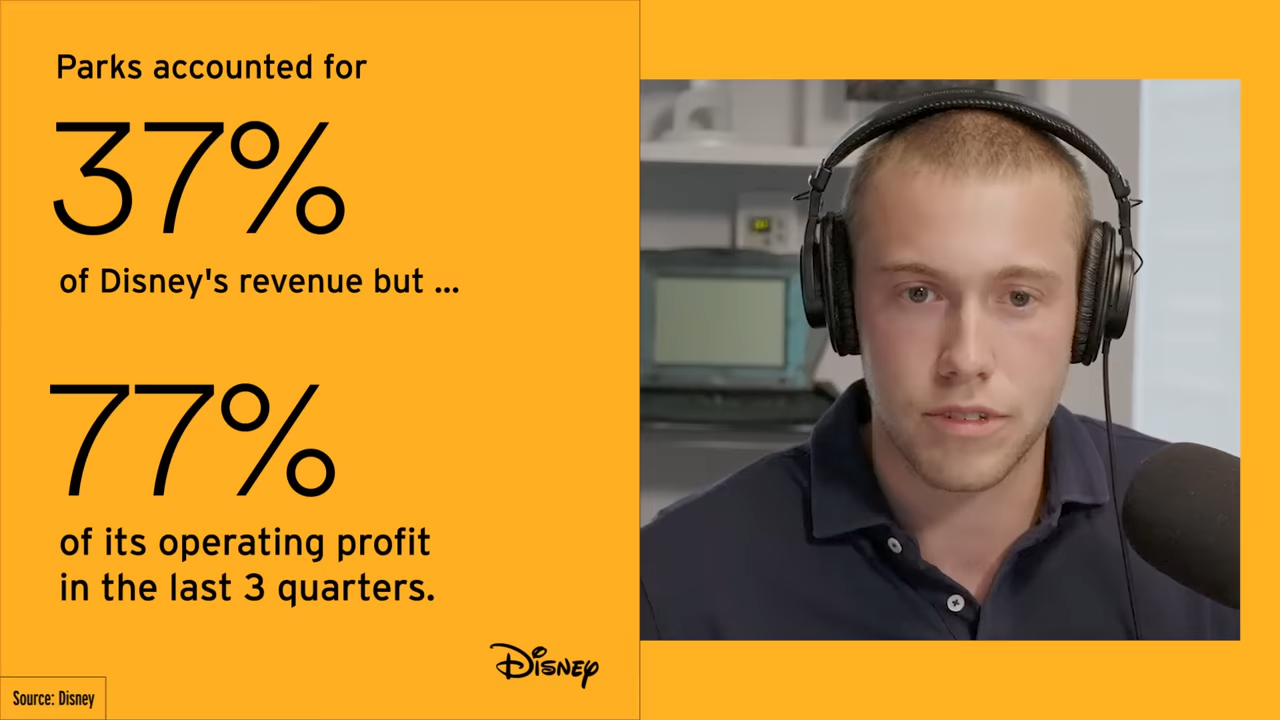 Parks accounted for
37%
of Disney's revenue but ...
77%
of its operating profit
in the last 3 quarters.
Disney
Source: Disney